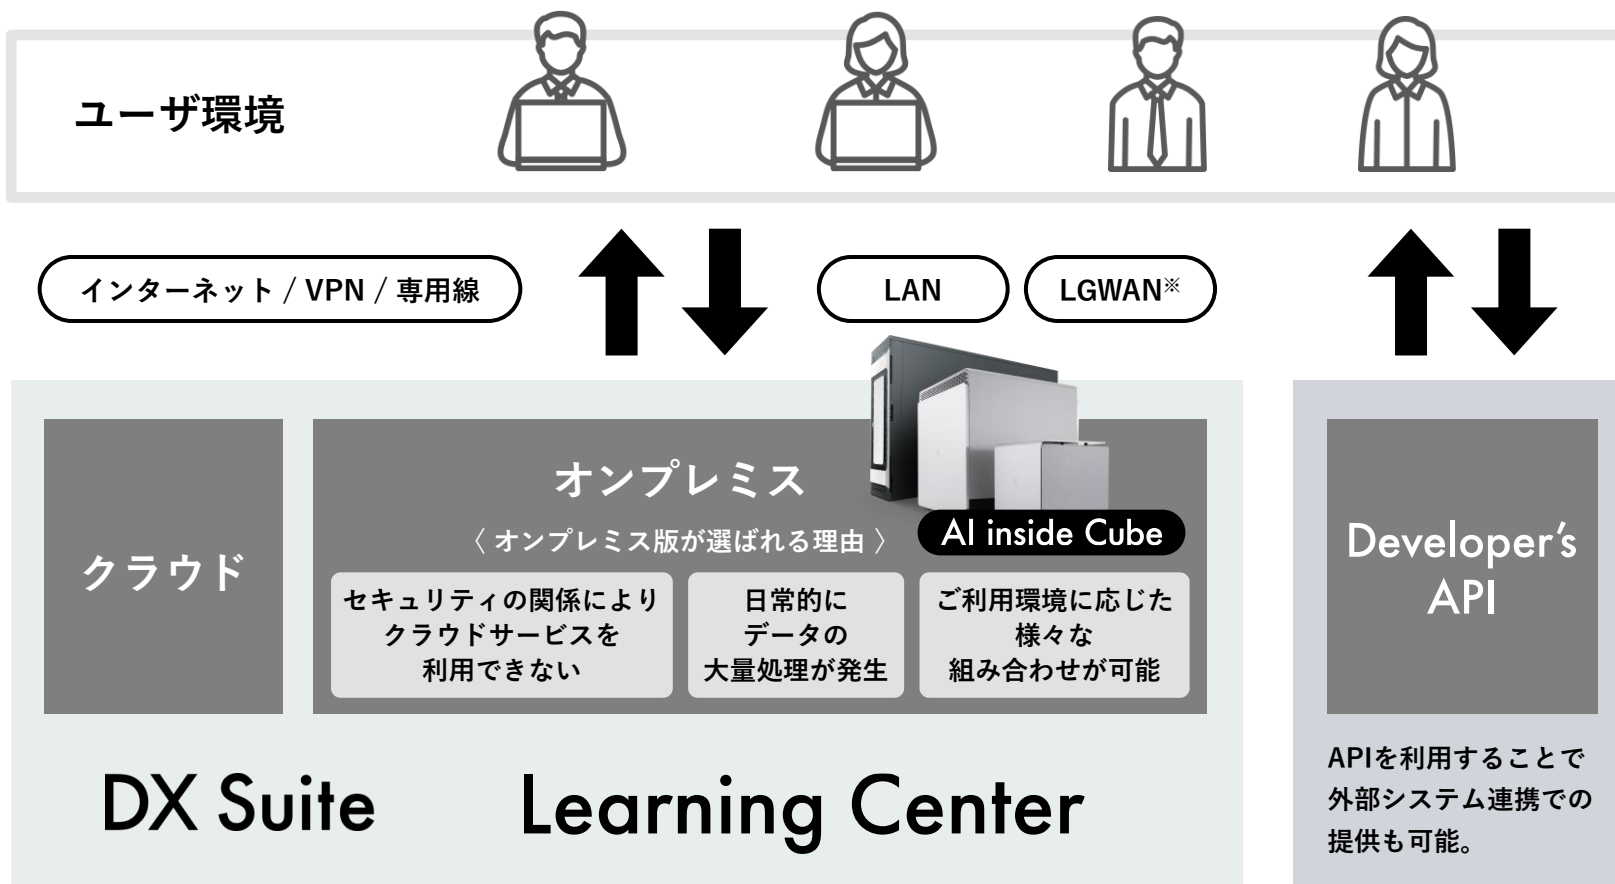 ユーザ環境
インターネット / VPN / 専用線
LAN
LGWAN※
クラウド
オンプレミス
〈 オンプレミス版が選ばれる理由 〉
AI inside Cube
セキュリティの関係により
クラウドサービスを
利用できない
日常的に
データの
大量処理が発生
ご利用環境に応じた
様々な
組み合わせが可能
DX Suite
Learning Center
Developer’s
API
APIを利用することで
外部システム連携での
提供も可能。